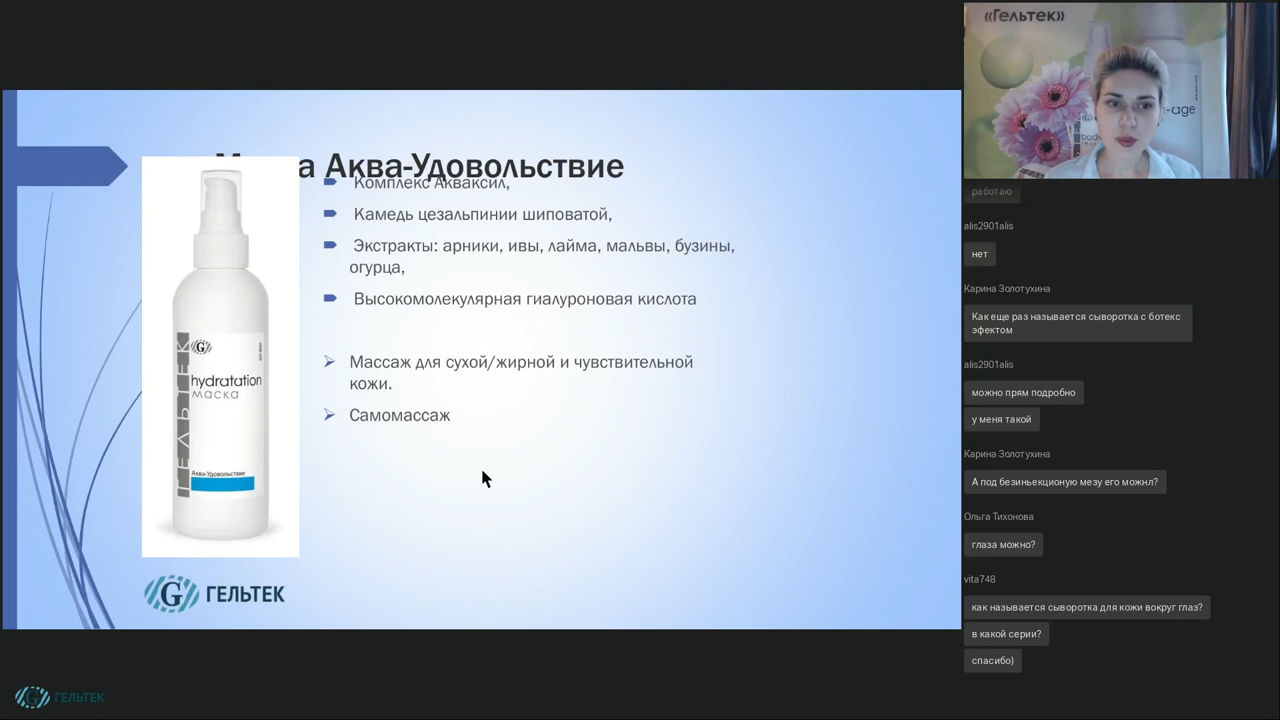 Аква-Удовольствие
Комплекс Акваксил,
Камедь цезальпинии шиповатой,
Экстракты: арники, ивы, лайма, мальвы, бузины,
огурца,
Высокомолекулярная гиалуроновая кислота
Массаж для сухой/жирной и чувствительной
кожи.
Самомассаж
ГЕЛЬТЕК
G
hydratation
маска
Аква-Удовольствие
G ГЕЛЬТЕК
G ГЕЛЬТЕК
«Гельтек»
-age
body
работаю
alis2901alis
нет
Карина Золотухина
Как еще раз называется сыворотка с ботекс
эфектом
alis2901alis
можно прям подробно
у меня такой
Карина Золотухина
А под безиньекционую мезу его можнл?
Ольга Тихонова
глаза можно?
vita748
как называется сыворотка для кожи вокруг глаз?
в какой серии?
спасибо)